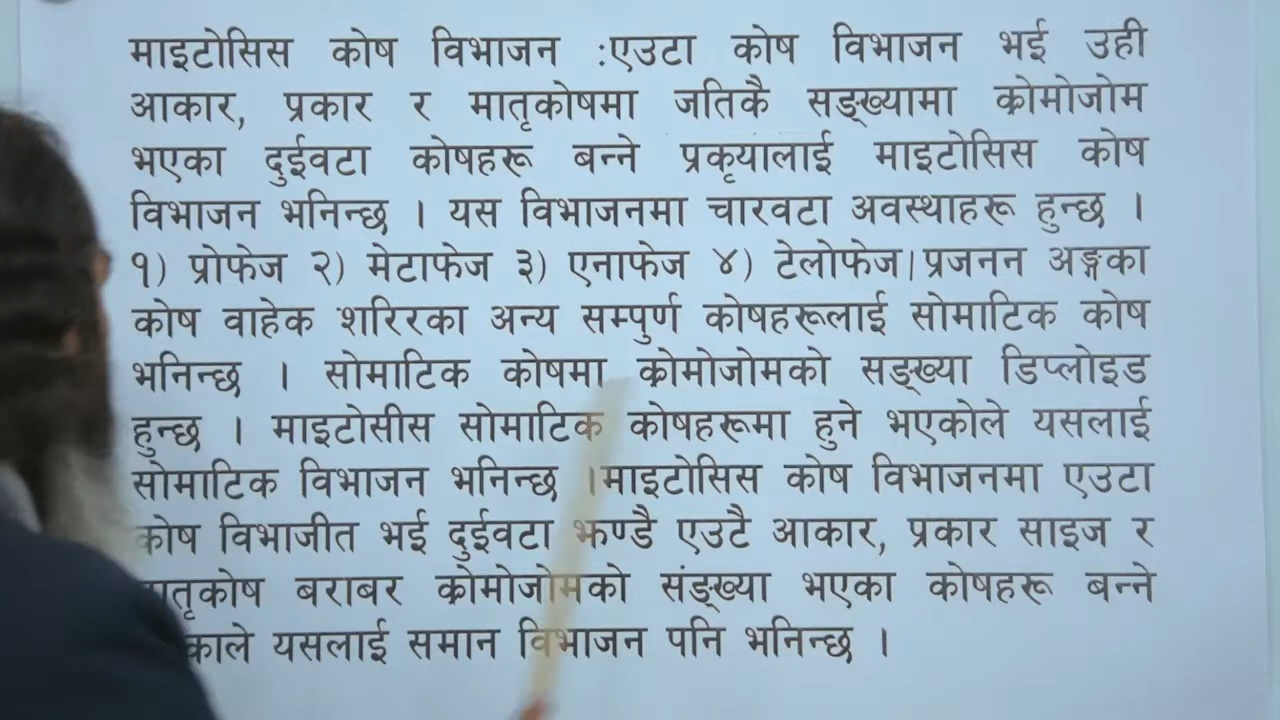 माइटोसिस कोष विभाजन :एउटा कोष विभाजन भई उही
आकार, प्रकार र मातृकोषमा जतिकै सङ्ख्यामा क्रोमोजोम
भएका दुईवटा कोषहरू बन्ने प्रकृयालाई माइटोसिस कोष
विभाजन भनिन्छ । यस विभाजनमा चारवटा अवस्थाहरू हुन्छ ।
१) प्रोफेज २) मेटाफेज ३) एनाफेज ४) टेलोफेज।प्रजनन अङ्गका
कोष वाहेक शरिरका अन्य सम्पुर्ण कोषहरूलाई सोमाटिक कोष
भनिन्छ । सोमाटिक कोषमा क्रोमोजोमको सङ्ख्या डिप्लोइड
हुन्छ । माइटोसीस सोमाटिक कोषहरूमा हुने भएकोले यसलाई
सोमाटिक विभाजन भनिन्छ ।माइटोसिस कोष विभाजनमा एउटा
कोष विभाजीत भई दुईवटा झण्डै एउटै आकार, प्रकार साइज र
बराबर क्रोमोजोमको संङ्ख्या भएका कोषहरू बन्ने
यसलाई समान विभाजन पनि भनिन्छ ।